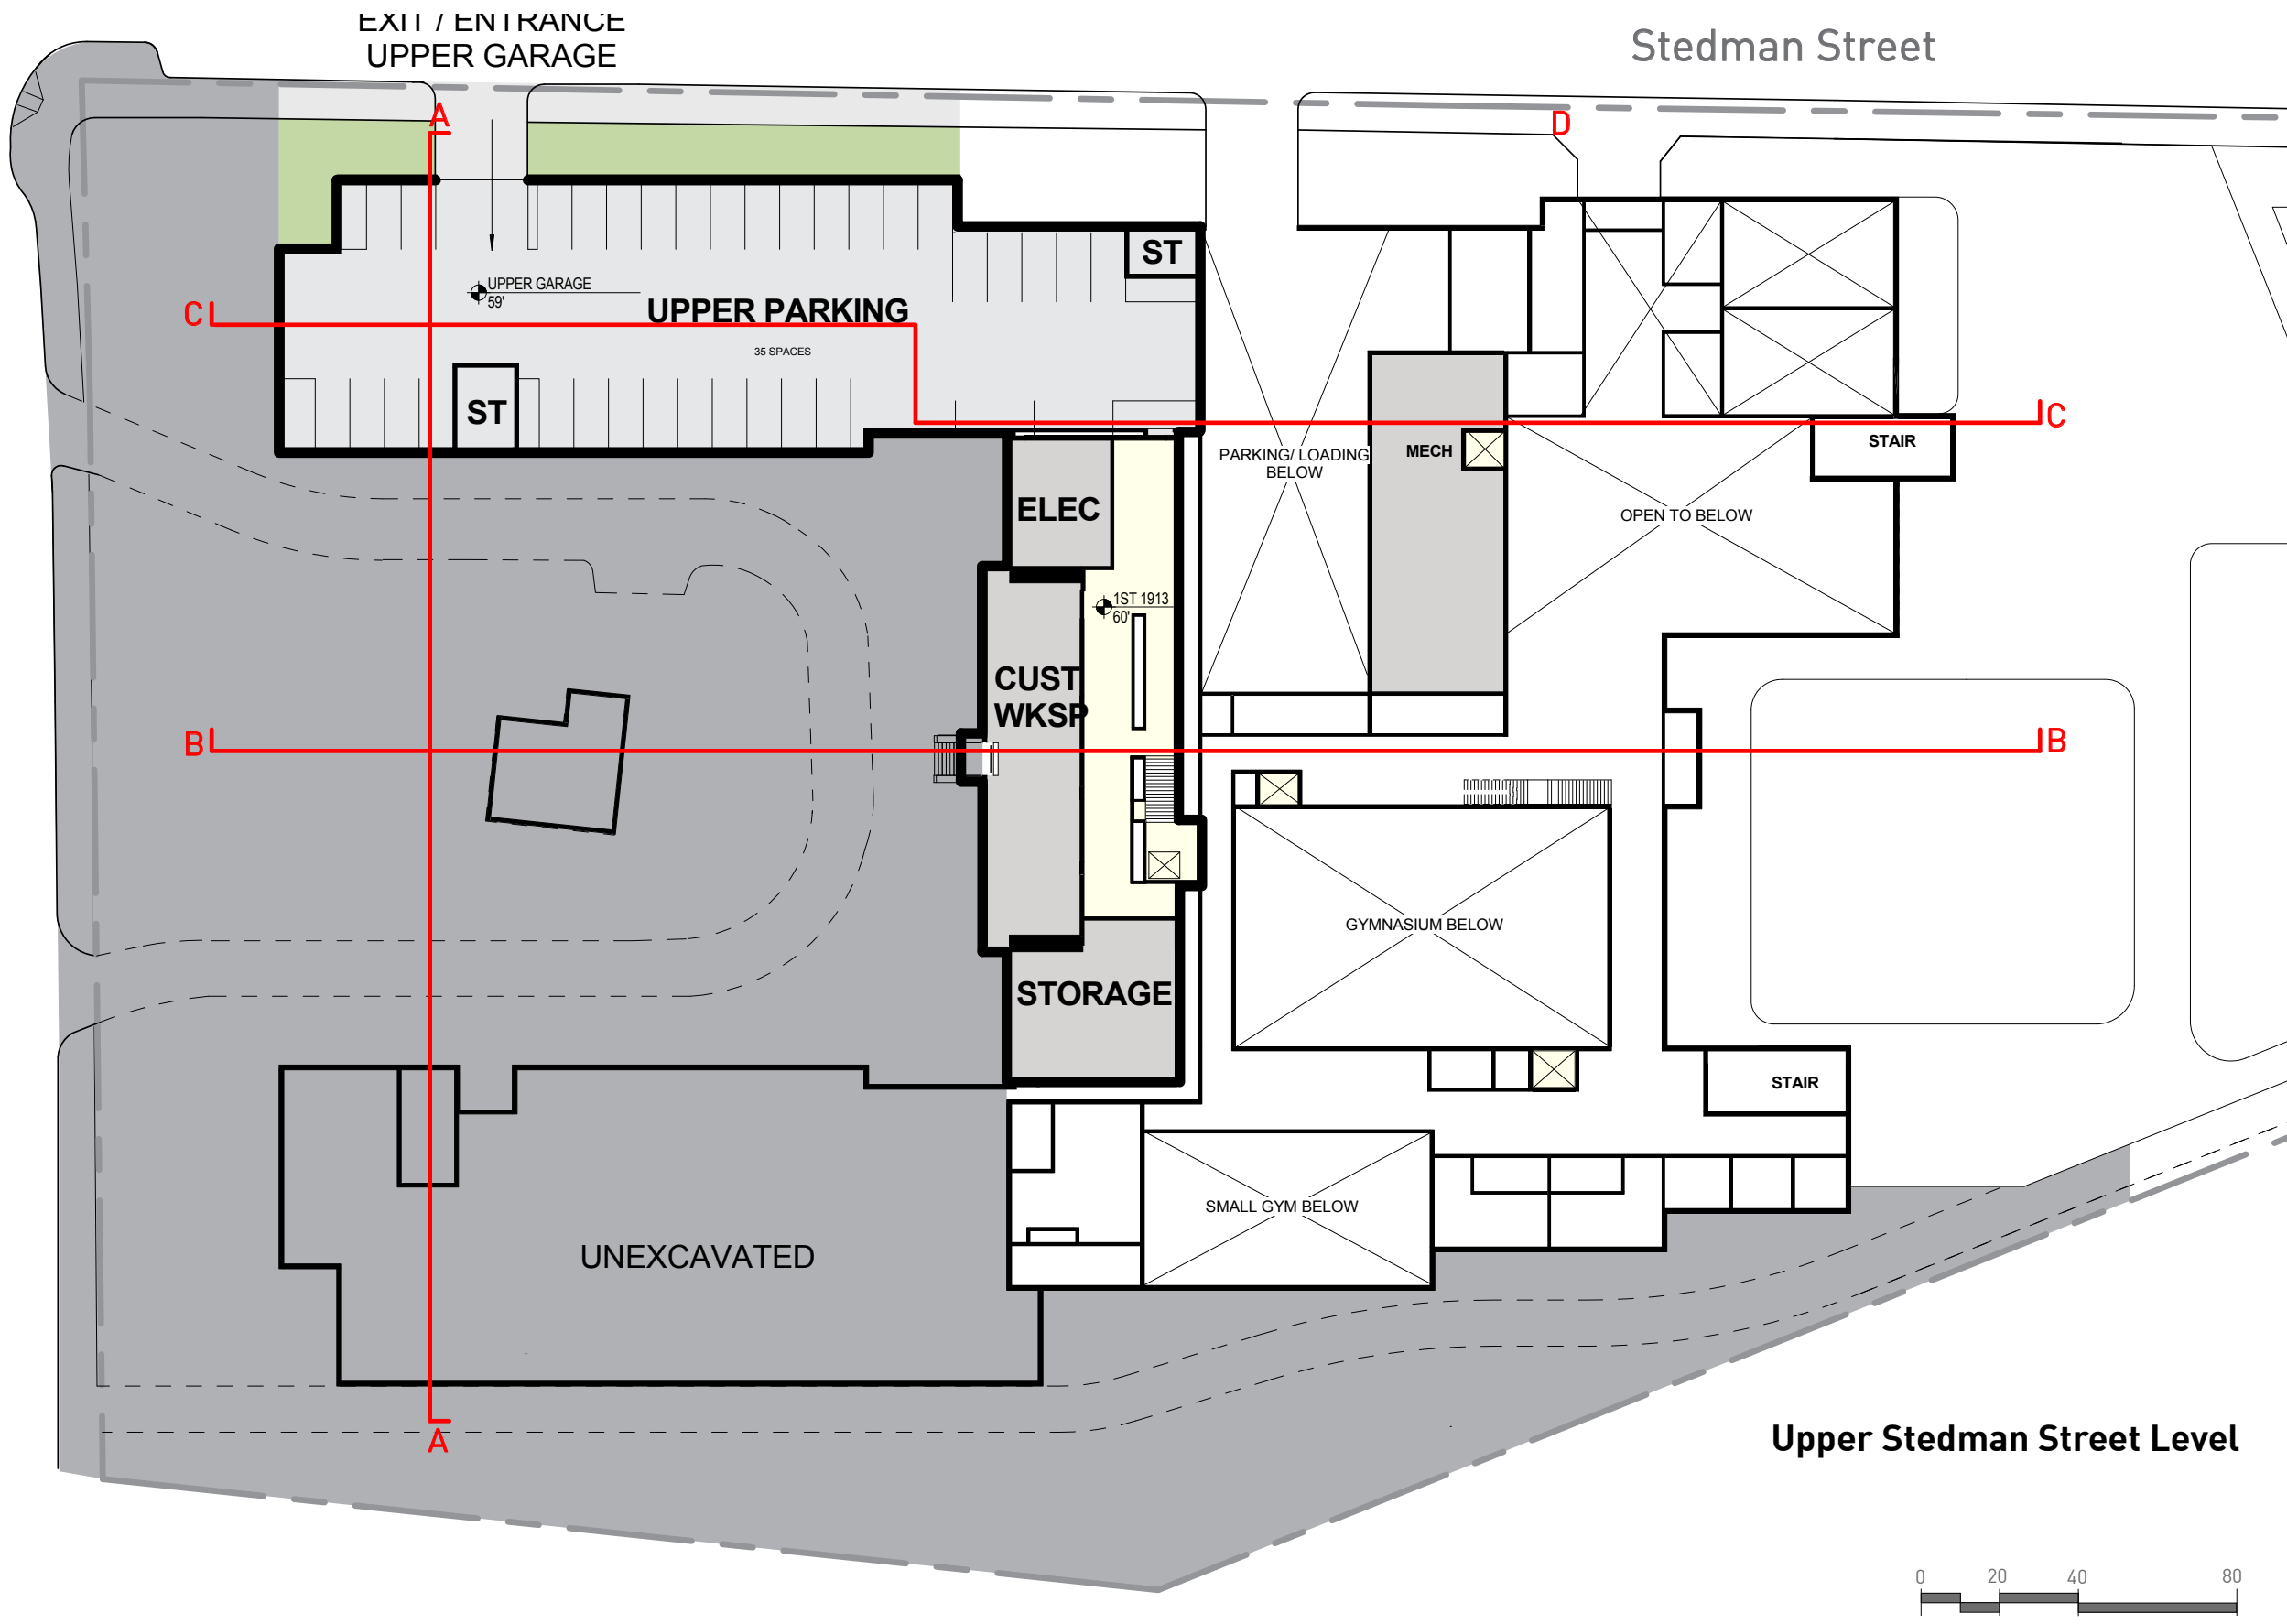 EXIT / ENTRANCE
UPPER GARAGE
Stedman Street
A
D
ST
UPPER GARAGE
59'
UPPER PARKING
C
35 SPACES
ST
C
STAIR
MECH
PARKING/ LOADING
BELOW
ELEC
OPEN TO BELOW
1ST 1913
60'
CUST
WKSP
B
B
GYMNASIUM BELOW
STORAGE
STAIR
SMALL GYM BELOW
UNEXCAVATED
A
Upper Stedman Street Level
0 20 40 80